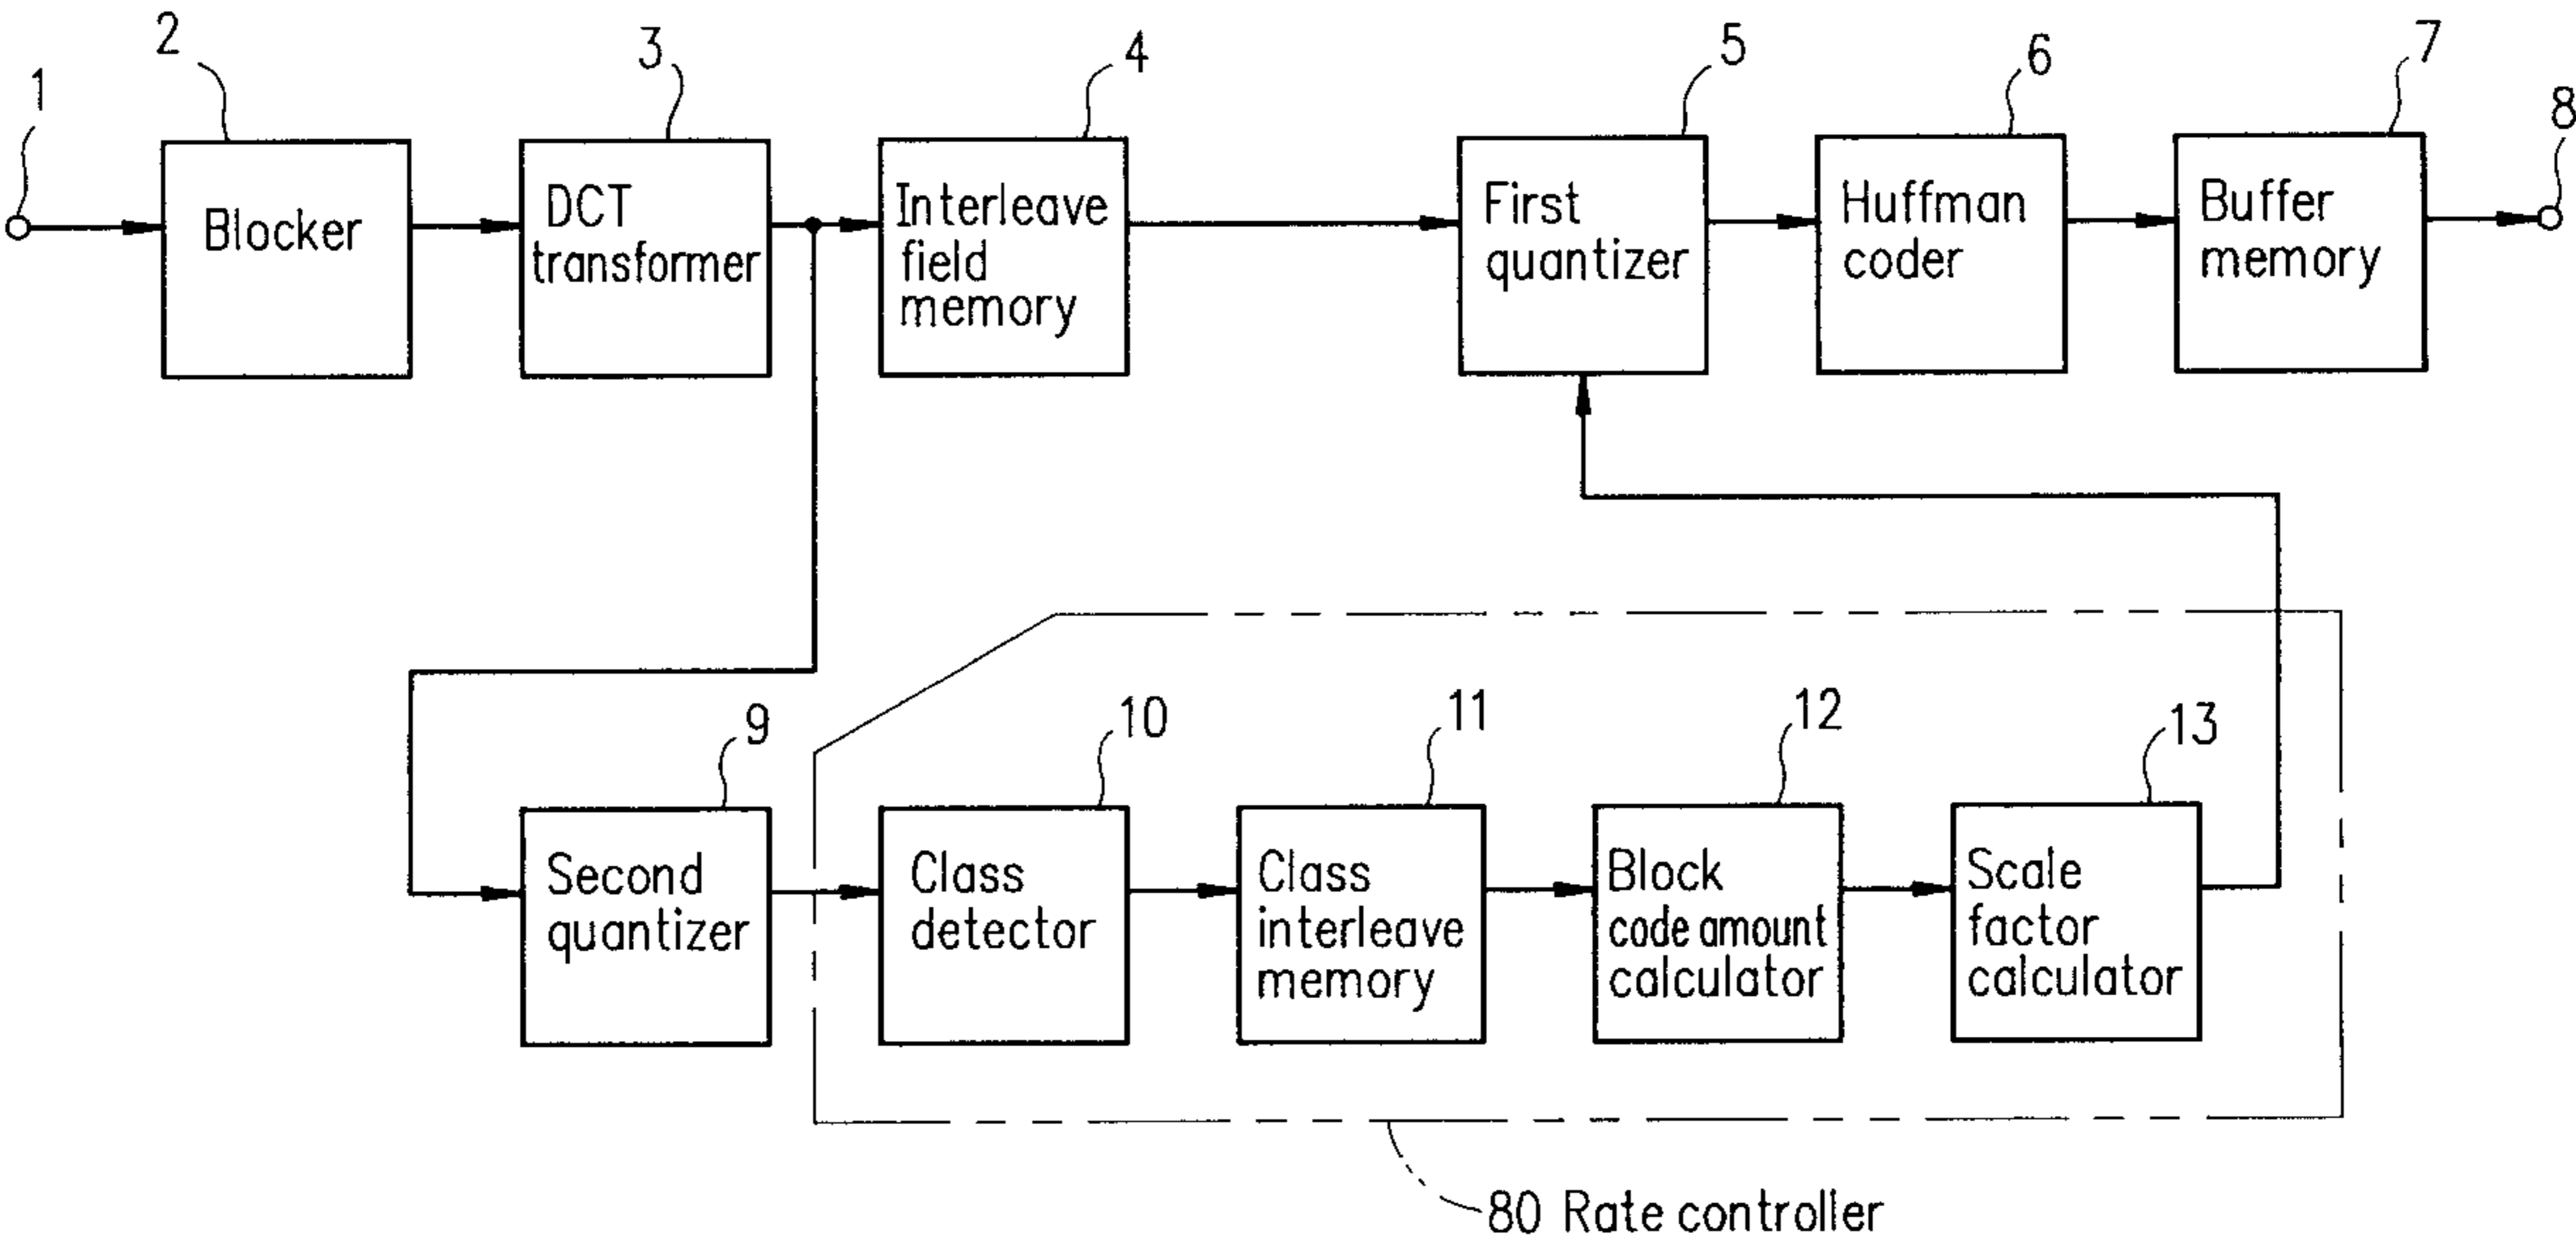 1
2
3
4
5
6
7
8
Blocker
DCT
transformer
Interleave
field
memory
First
quantizer
Huffman
coder
Buffer
memory
9
10
11
12
13
Second
quantizer
Class
detector
Class
interleave
memory
Block
code amount
calculator
Scale
factor
calculator
80 Rate controller